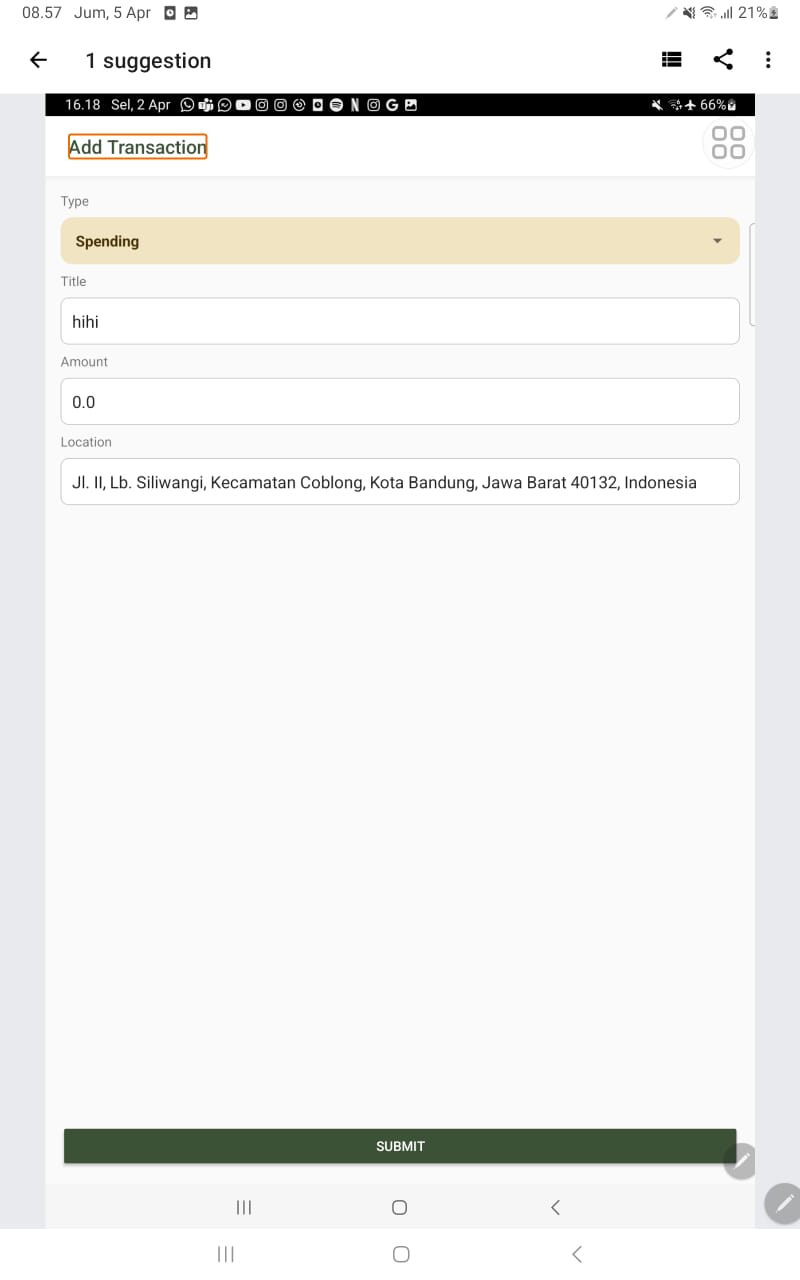 08.57 Jum, 5 Apr 21%
1 suggestion
16.18 Sel, 2 Apr 66%
Add Transaction
Type
Spending
Title
hihi
Amount
0.0
Location
Jl. II, Lb. Siliwangi, Kecamatan Coblong, Kota Bandung, Jawa Barat 40132, Indonesia
SUBMIT